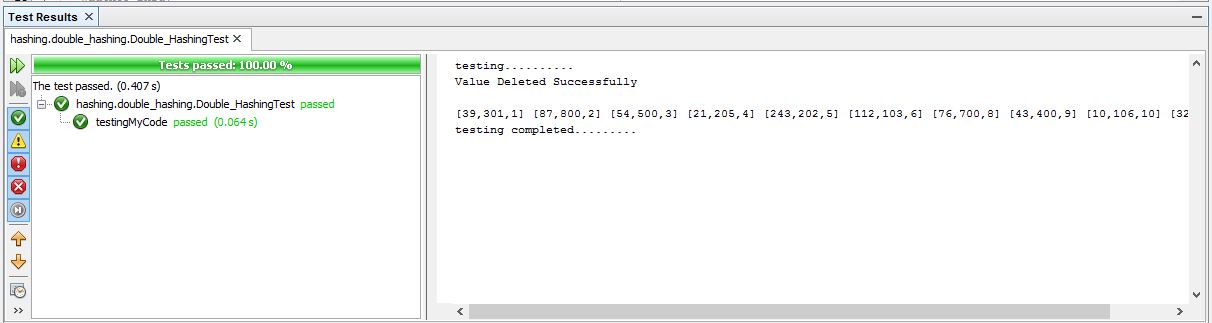 Test Results
hashing.double_hashing.Double_HashingTest
Tests passed: 100.00 %
The test passed. (0.407 s)
hashing.double_hashing.Double_HashingTest passed
testingMyCode passed (0.064 s)
testing..........
Value Deleted Successfully
[39,301,1] [87,800,2] [54,500,3] [21,205,4] [243,202,5] [112,103,6] [76,700,8] [43,400,9] [10,106,10] [32
testing completed.........